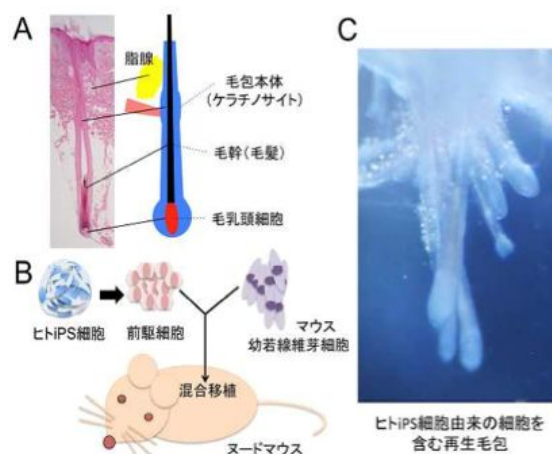 A
脂腺
毛包本体
(ケラチノサイト)
毛幹(毛髪)
毛乳頭細胞
B
ヒトiPS細胞
前駆細胞
マウス
幼若線維芽細胞
混合移植
ヌードマウス
C
ヒトiPS細胞由来の細胞を
含む再生毛包